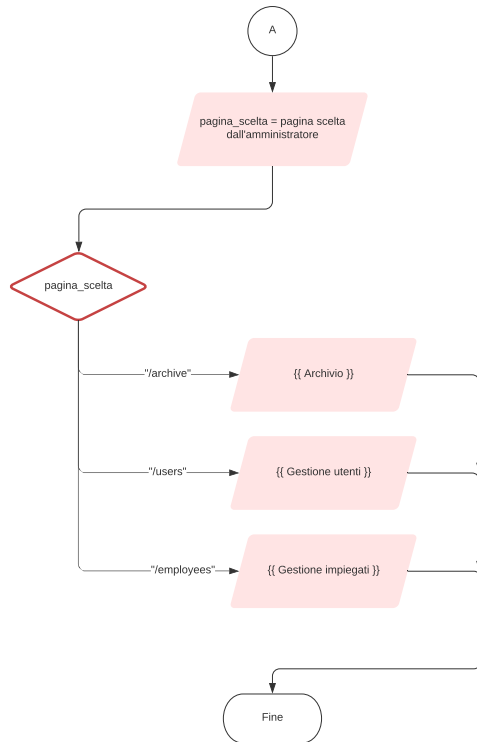 A
pagina_scelta = pagina scelta
dall'amministratore
pagina_scelta
"/archive"
{{ Archivio }}
"/users"
{{ Gestione utenti }}
"/employees"
{{ Gestione impiegati }}
Fine